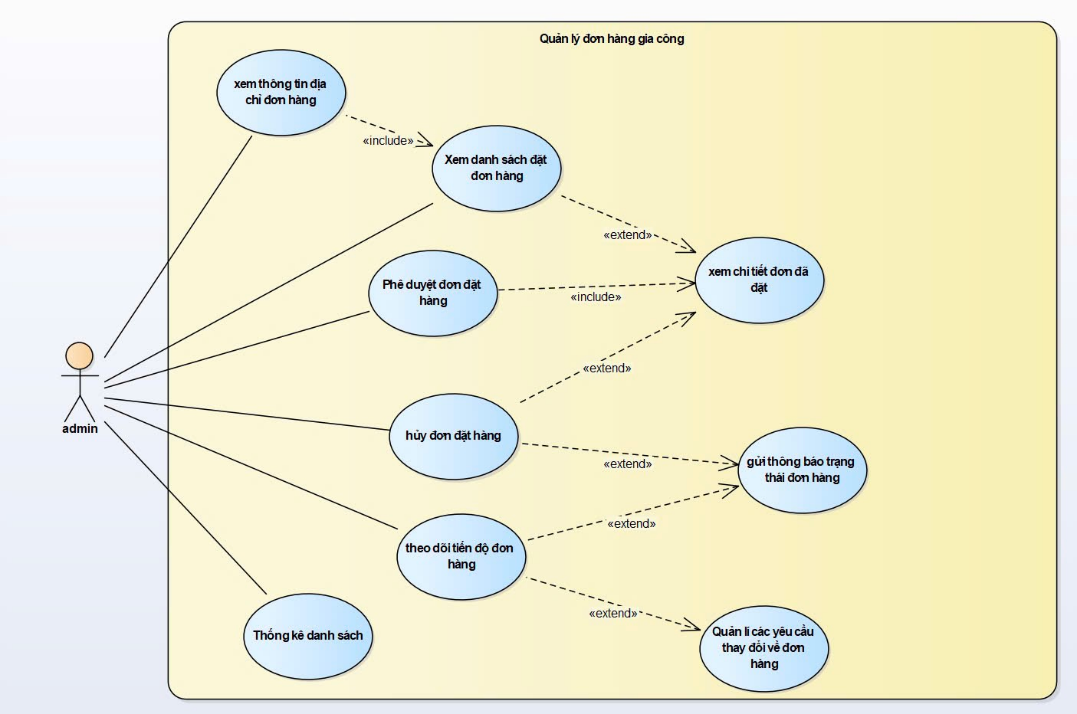 Quản lý đơn hàng gia công
xem thông tin địa
chỉ đơn hàng
«include»
Xem danh sách đặt
đơn hàng
«extend»
xem chi tiết đơn đã
đặt
Phê duyệt đơn đặt
hàng
«include»
«extend»
admin
hủy đơn đặt hàng
«extend»
gửi thông báo trạng
thái đơn hàng
«extend»
theo dõi tiến độ đơn
hàng
«extend»
Thống kê danh sách
Quản lí các yêu cầu
thay đổi về đơn
hàng